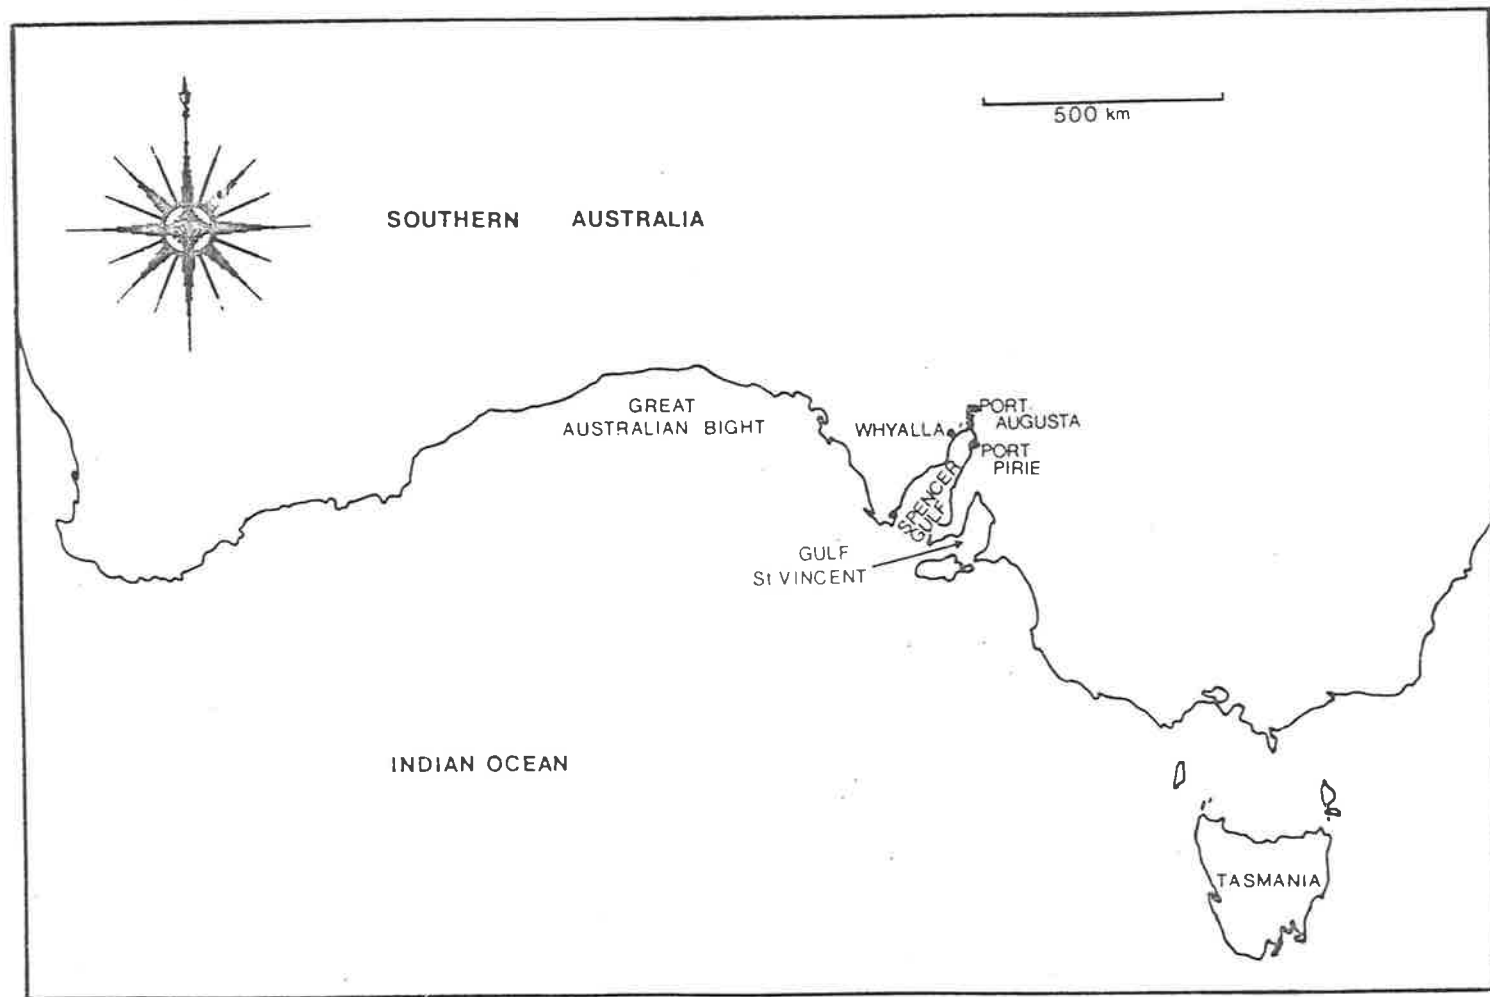 500 km
SOUTHERN AUSTRALIA
GREAT
AUSTRALIAN BIGHT
PORT
AUGUSTA
WHYALLA
PORT
PIRIE
SPENCER
GULF
GULF
St VINCENT
INDIAN OCEAN
TASMANIA